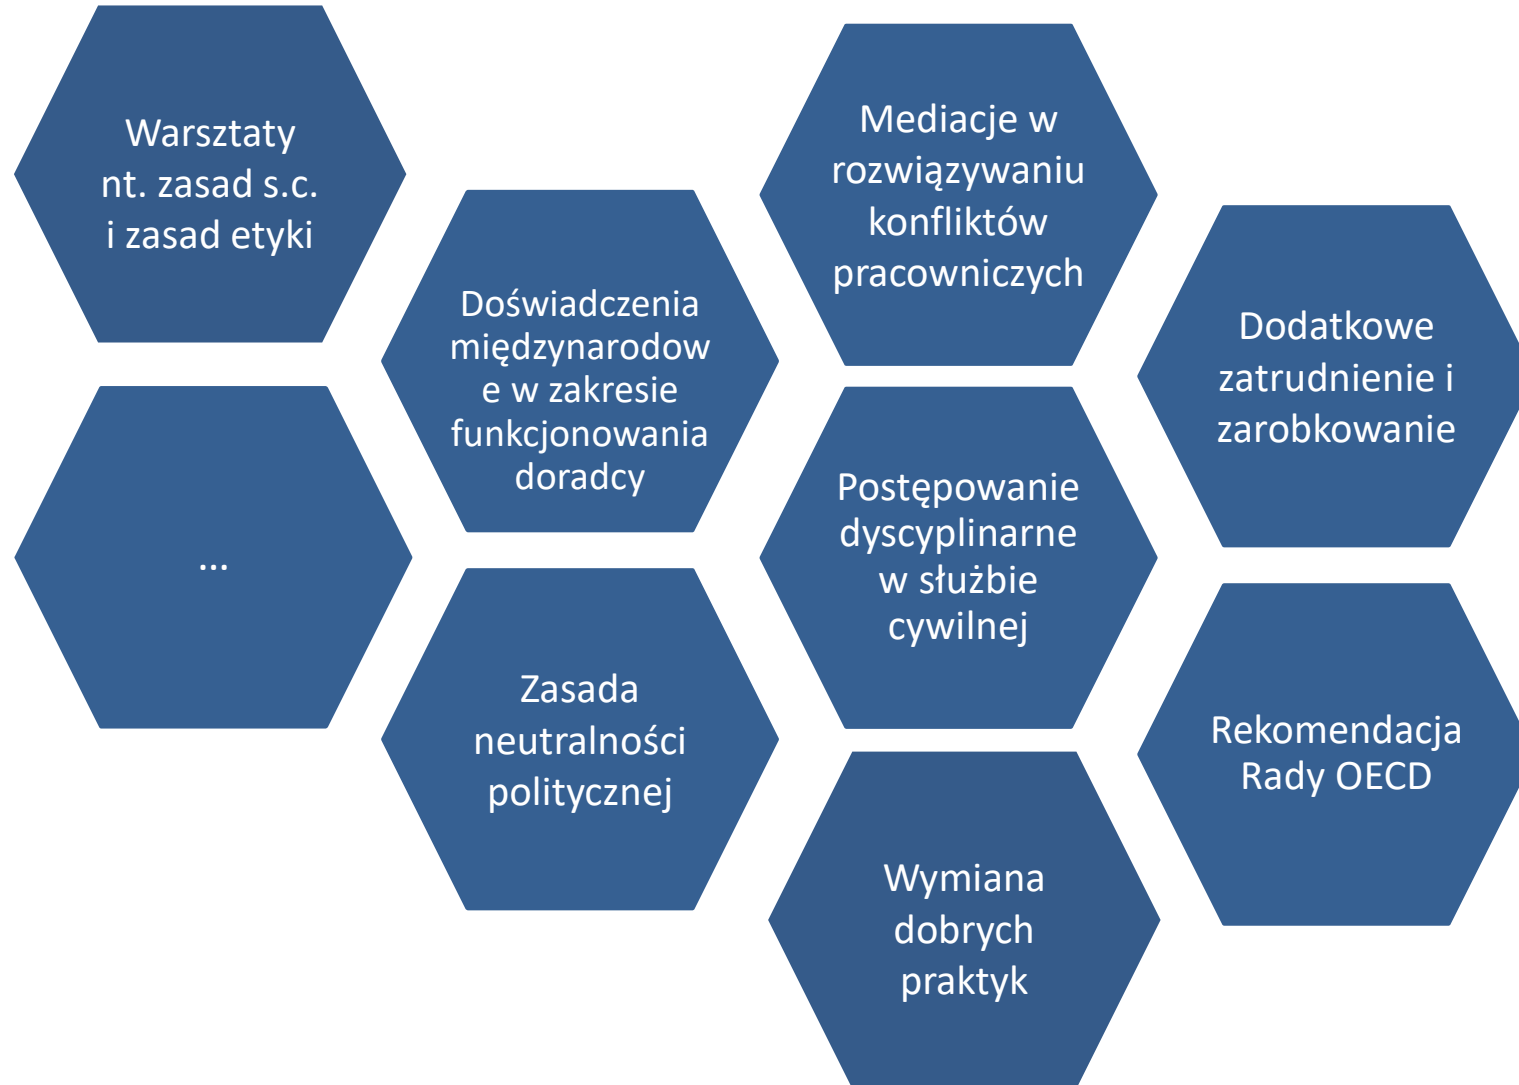 Warsztaty
nt. zasad s.c.
i zasad etyki
...
Doświadczenia
międzynarodow
e w zakresie
funkcjonowania
doradcy
Zasada
neutralności
politycznej
Mediacje w
rozwiązywaniu
konfliktów
pracowniczych
Postępowanie
dyscyplinarne
w służbie
cywilnej
Wymiana
dobrych
praktyk
Dodatkowe
zatrudnienie i
zarobkowanie
Rekomendacja
Rady OECD